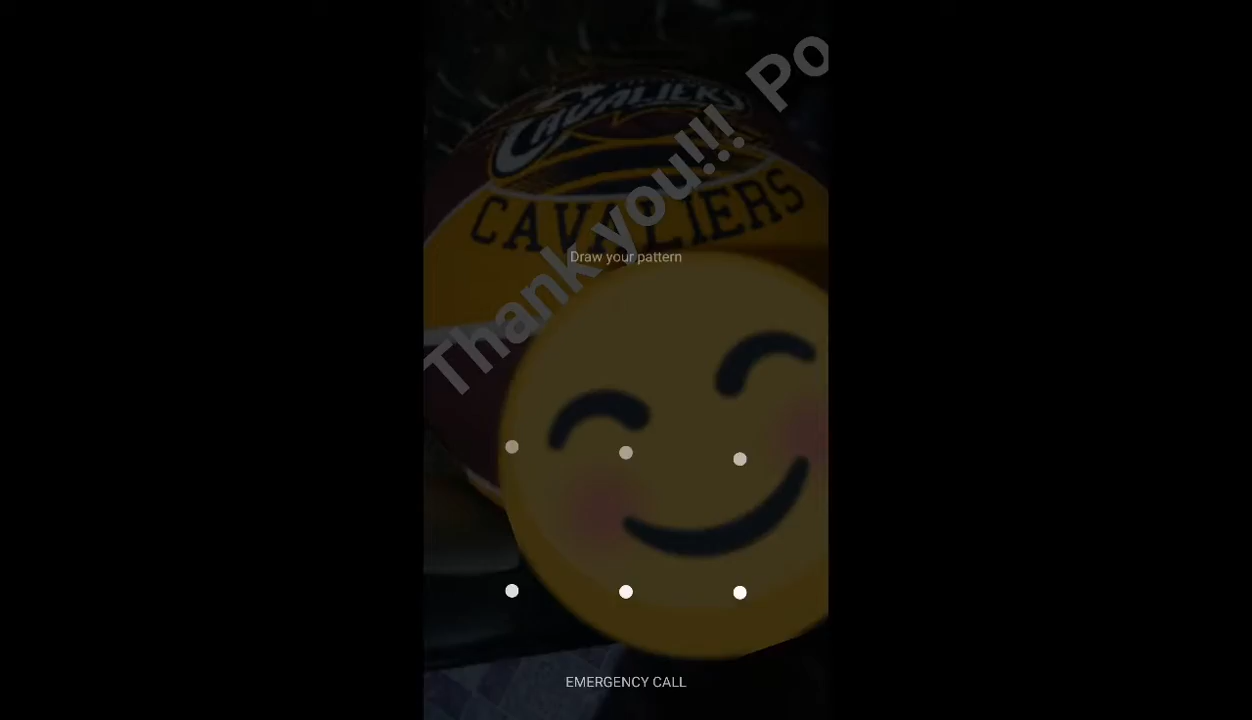 CAVALIERS
CAVALIERS
Thank you!!! Po
Draw your pattern
EMERGENCY CALL